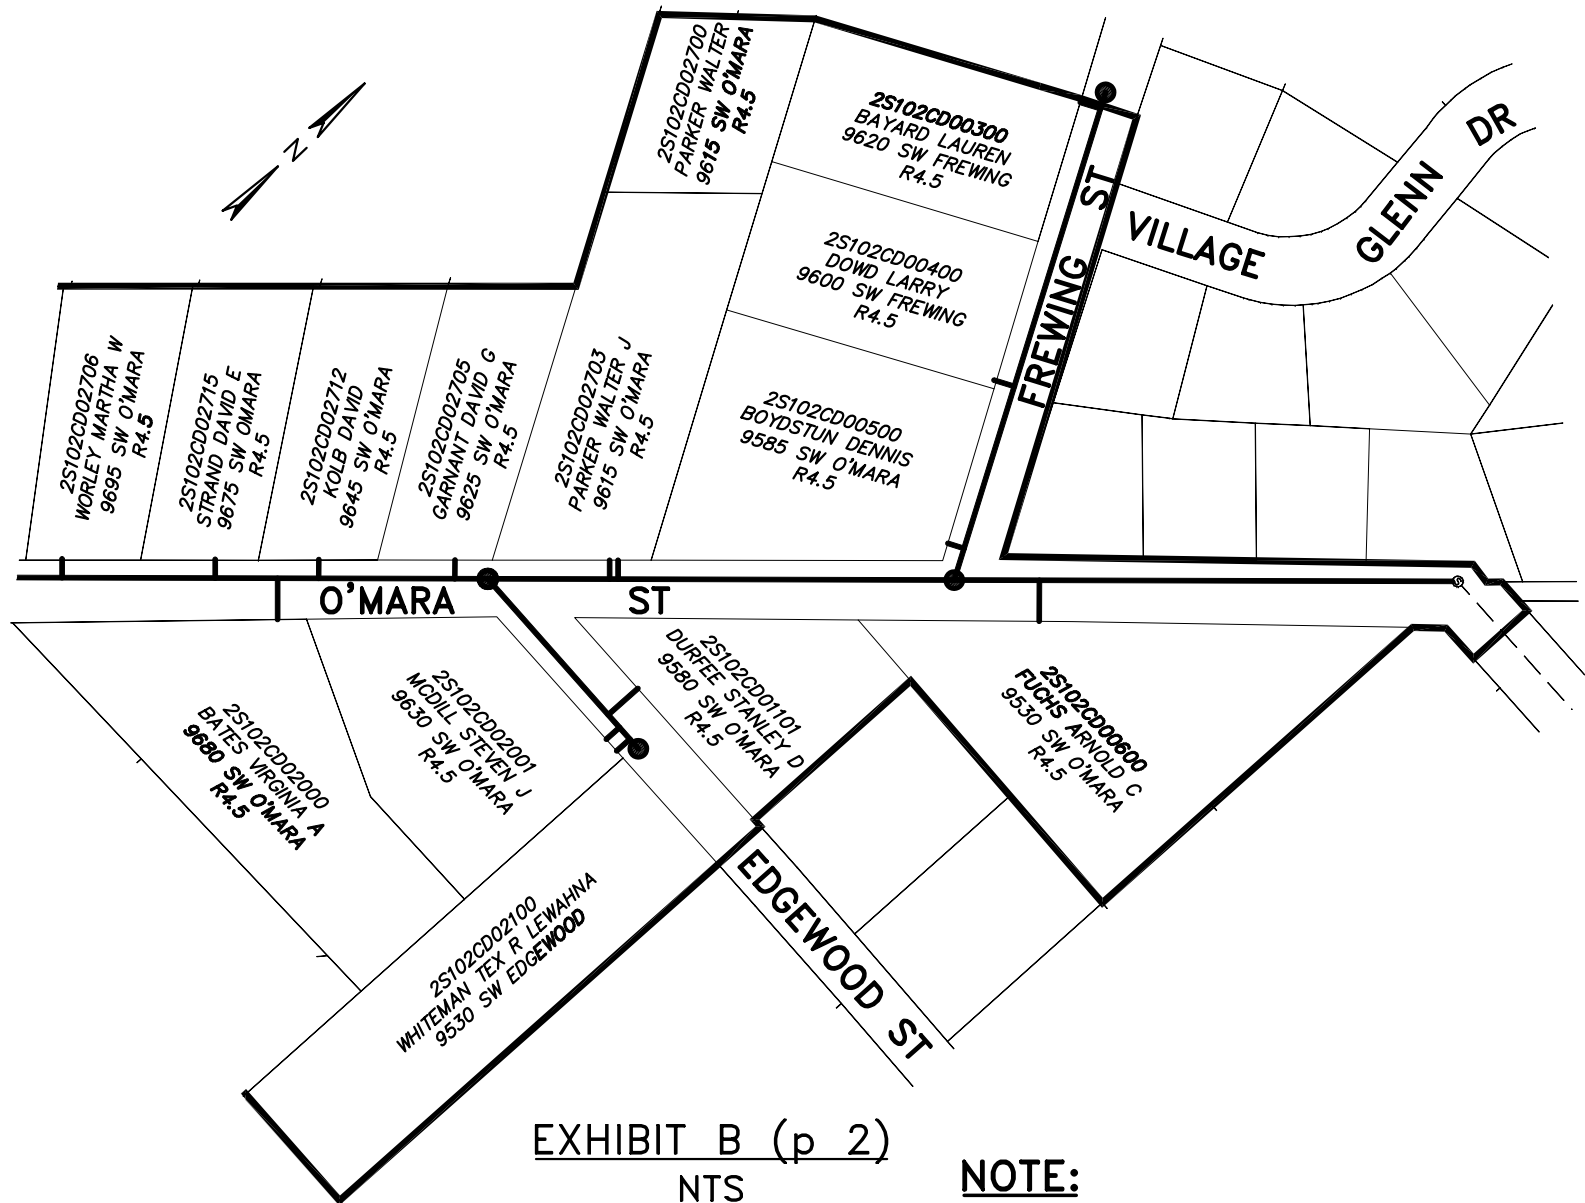 2S102CD02700
PARKER WALTER
9615 SW O'MARA
R4.5
2S102CD00300
BAYARD LAUREN
9620 SW FREWING
R4.5
N
2S102CD00400
DOWD LARRY
9600 SW FREWING
R4.5
FREWING ST
VILLAGE GLENN DR
2S102CD02706
WORLEY MARTHA W
9695 SW O'MARA
R4.5
2S102CD02715
STRAND DAVID E
9675 SW OMARA
R4.5
2S102CD02712
KOLB DAVID
9645 SW O'MARA
R4.5
2S102CD02705
GARNANT DAVID G
9625 SW O'MARA
R4.5
2S102CD02703
PARKER WALTER J
9615 SW O'MARA
R4.5
2S102CD00500
BOYDSTUN DENNIS
9585 SW O'MARA
R4.5
O'MARA ST
S
2S102CD02000
BATES VIRGINIA A
9680 SW O'MARA
R4.5
2S102CD02001
MCDILL STEVEN J
9630 SW O'MARA
R4.5
2S102CD01101
DURFEE STANLEY D
9580 SW O'MARA
R4.5
2S102CD00600
FUCHS ARNOLD C
9530 SW O'MARA
R4.5
2S102CD02100
WHITEMAN TEX R LEWAHNA
9530 SW EDGEWOOD
EDGEWOOD ST
EXHIBIT B (p 2)
NTS
NOTE: